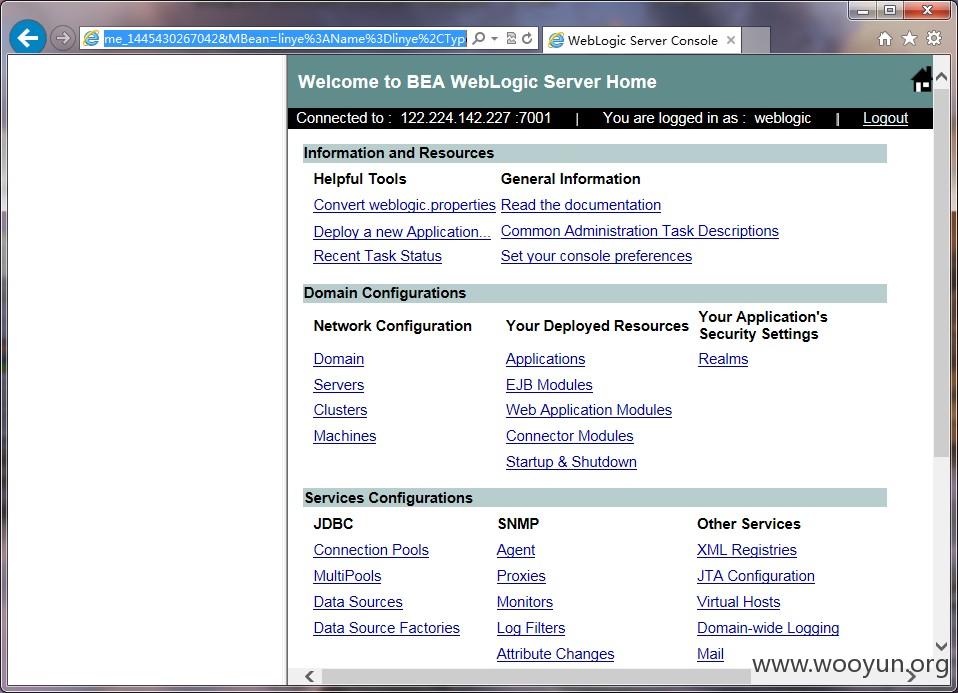 me_1445430267042&MBean=linye%3AName%3Dlinye%2CTyp
WebLogic Server Console
Welcome to BEA WebLogic Server Home
Connected to : 122.224.142.227 :7001 | You are logged in as : weblogic | Logout
Information and Resources
Helpful Tools General Information
Convert weblogic.properties Read the documentation
Deploy a new Application... Common Administration Task Descriptions
Recent Task Status Set your console preferences
Domain Configurations
Network Configuration Your Deployed Resources Your Application's Security Settings
Domain Applications Realms
Servers EJB Modules
Clusters Web Application Modules
Machines Connector Modules
Startup & Shutdown
Services Configurations
JDBC SNMP Other Services
Connection Pools Agent XML Registries
MultiPools Proxies JTA Configuration
Data Sources Monitors Virtual Hosts
Data Source Factories Log Filters Domain-wide Logging
Attribute Changes Mail
www.wooyun.org